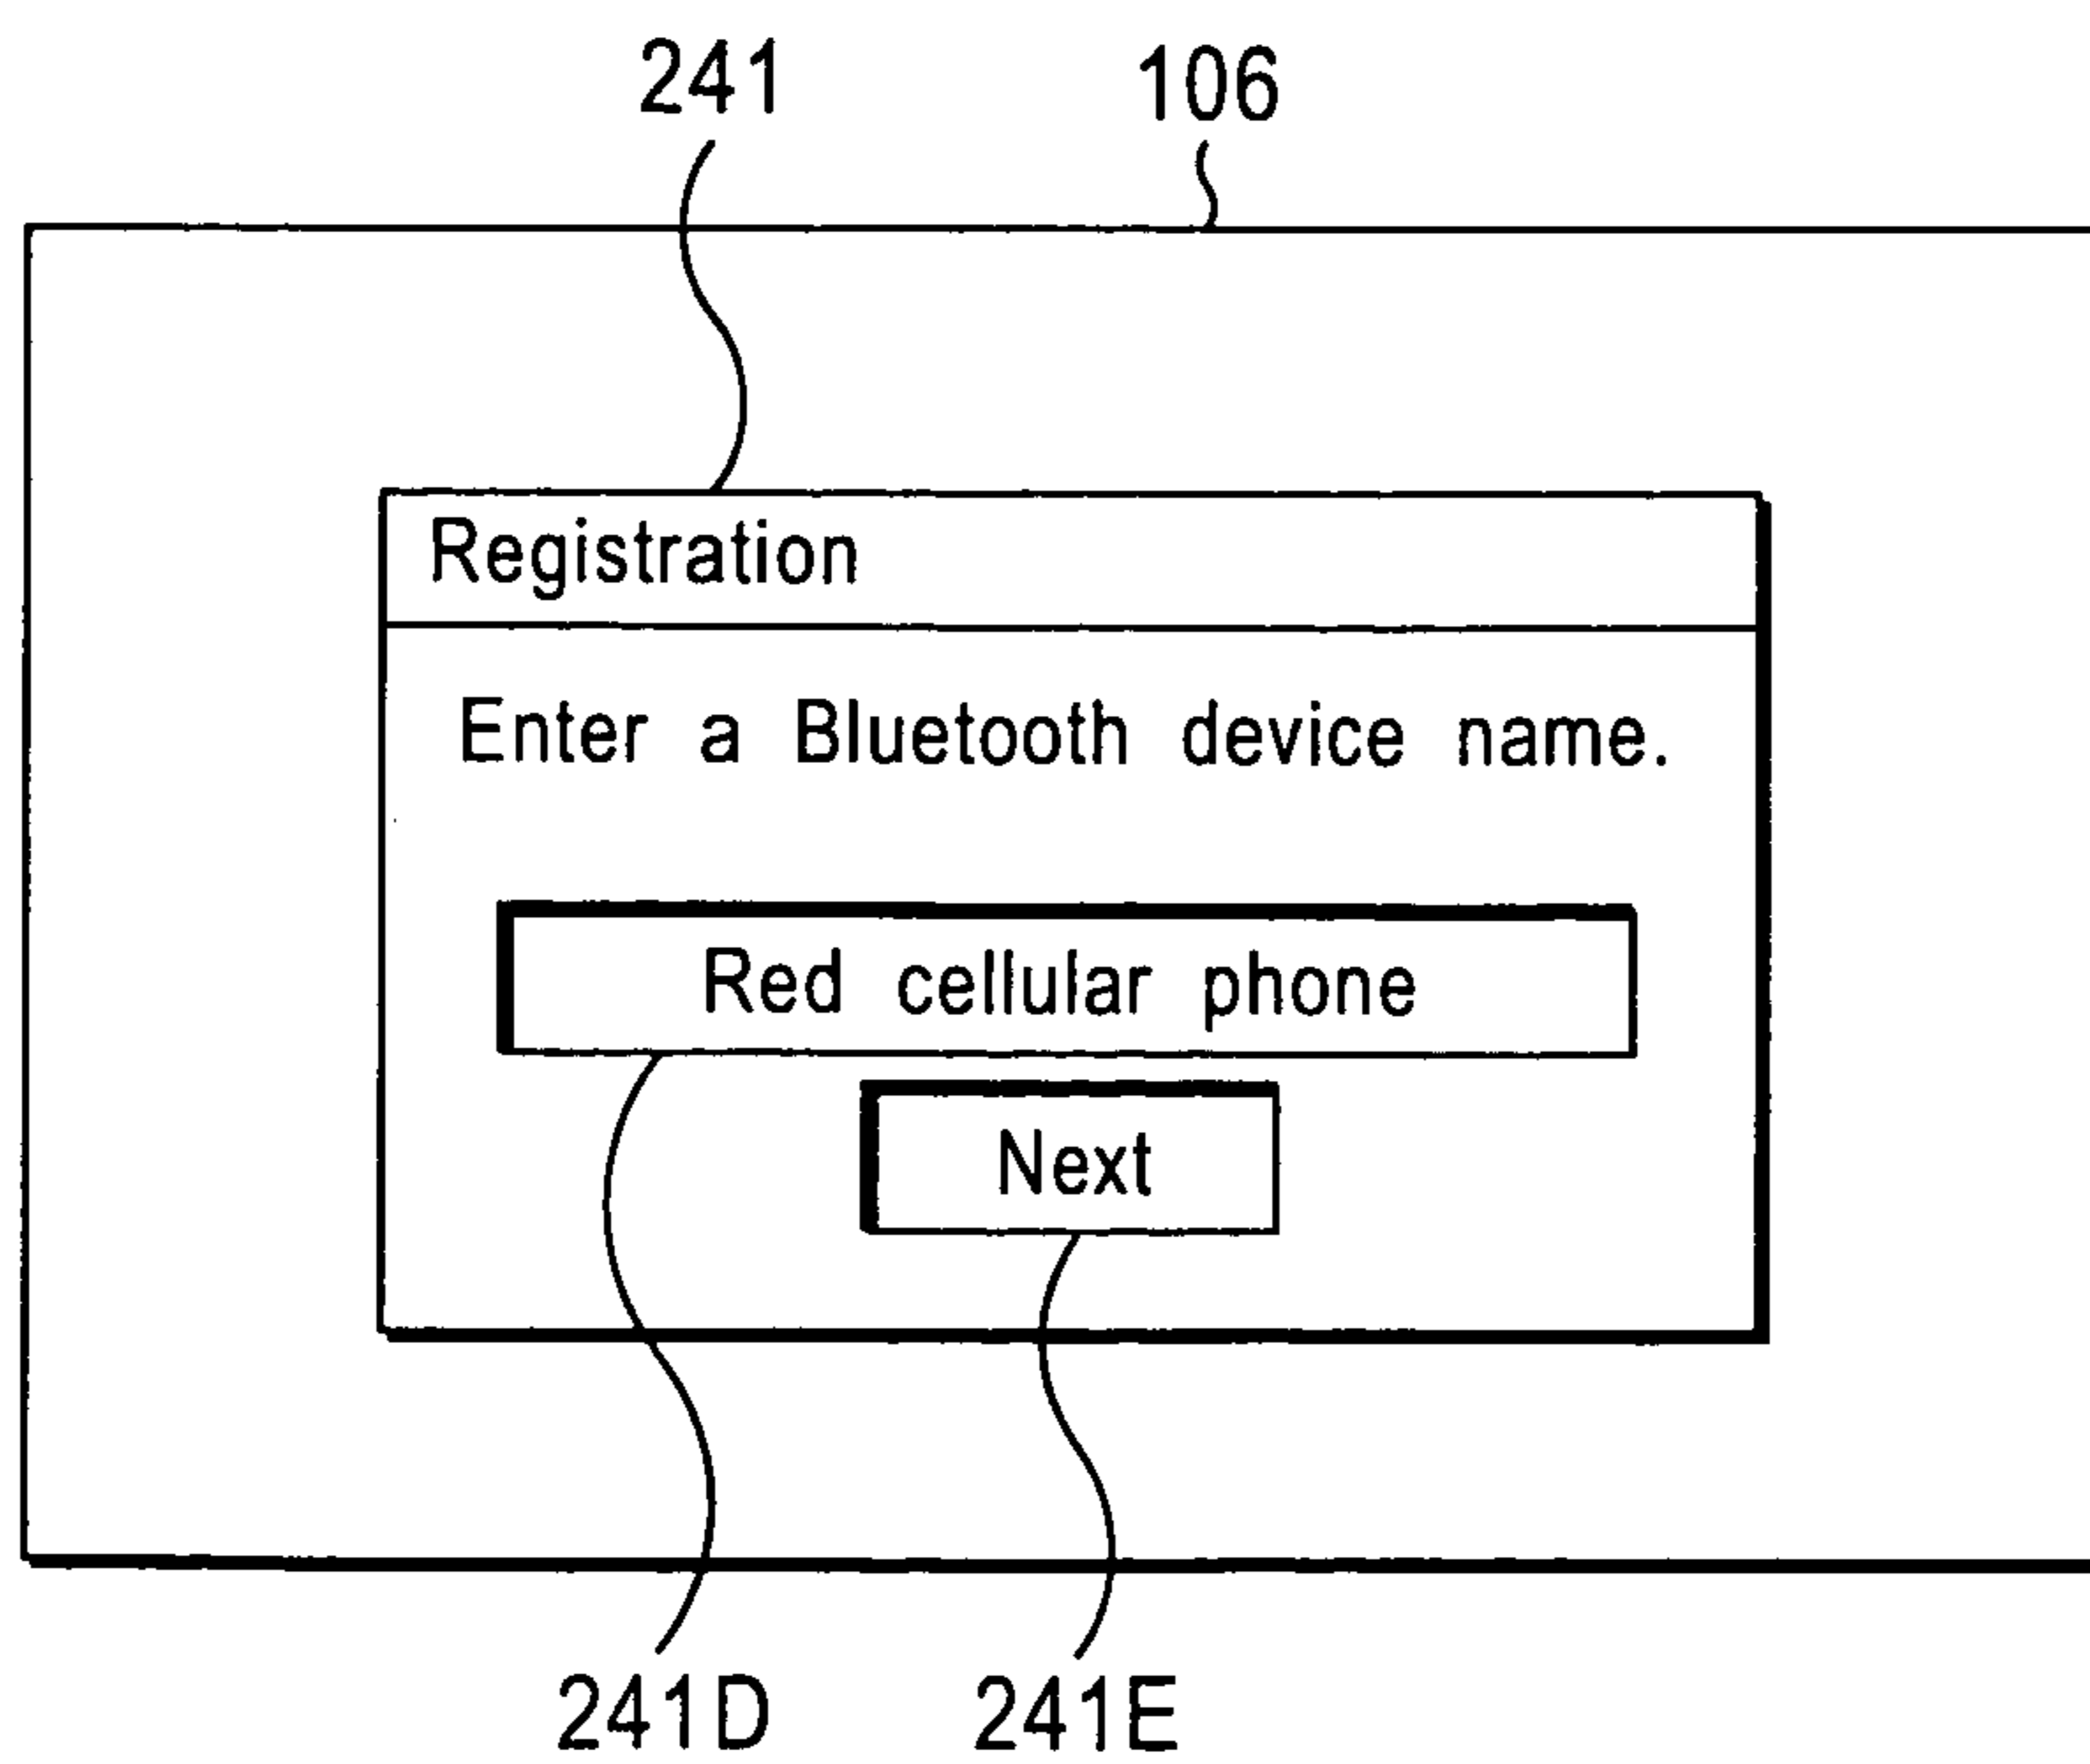 241 106
Registration
Enter a Bluetooth device name.
Red cellular phone
Next
241D 241E